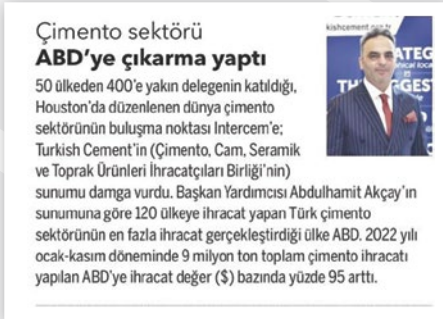 Çimento sektörü
ABD'ye çıkarma yaptı
50 ülkeden 400'e yakın delegenin katıldığı,
Houston'da düzenlenen dünya çimento
sektörünün buluşma noktası Intercem'e;
Turkish Cement'in (Çimento, Cam, Seramik
ve Toprak Ürünleri İhracatçıları Birliği'nin)
sunumu damga vurdu. Başkan Yardımcısı Abdulhamit Akçay'ın
sunumuna göre 120 ülkeye ihracat yapan Türk çimento
sektörünün en fazla ihracat gerçekleştirdiği ülke ABD. 2022 yılı
ocak-kasım döneminde 9 milyon ton toplam çimento ihracatı
yapılan ABD'ye ihracat değer ($) bazında yüzde 95 arttı.